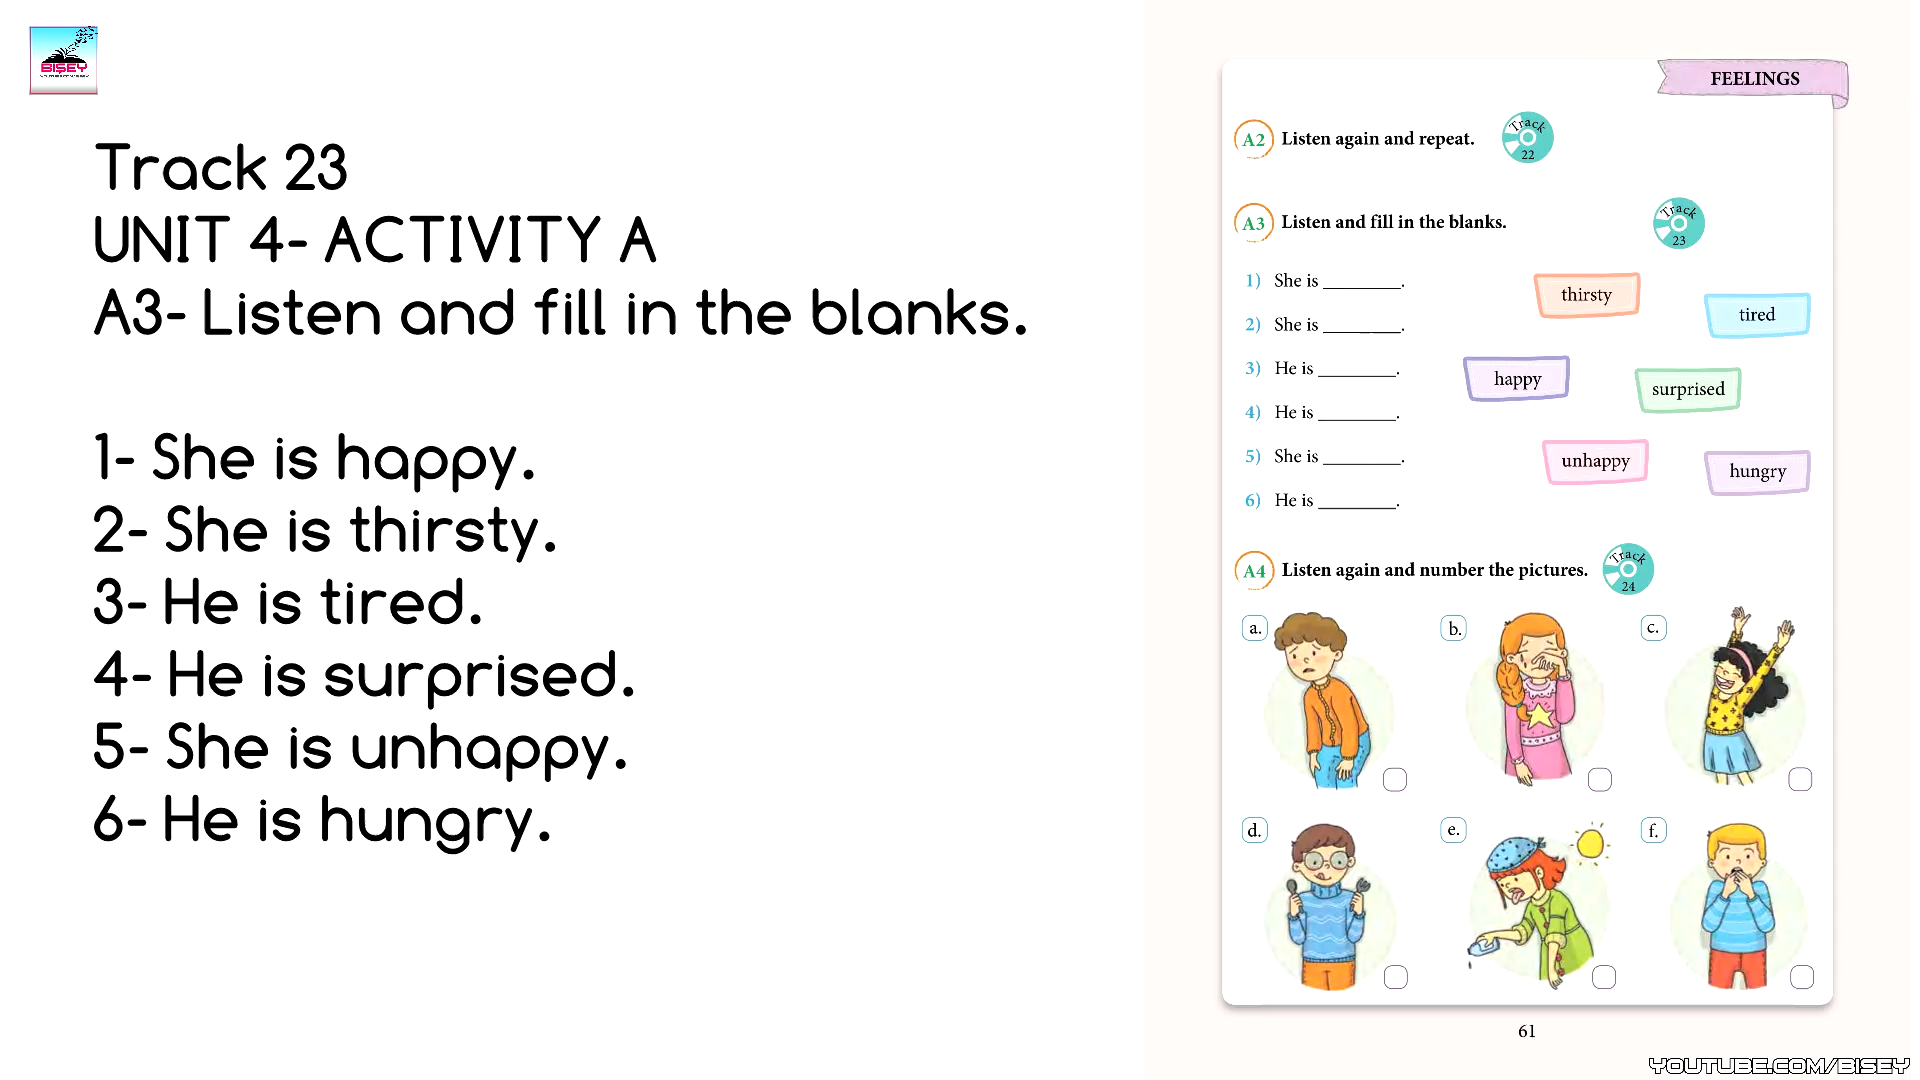 BIŞEY
Track 23
UNIT 4- ACTIVITY A
A3- Listen and fill in the blanks.
1- She is happy.
2- She is thirsty.
3- He is tired.
4- He is surprised.
5- She is unhappy.
6- He is hungry.
FEELINGS
A2 Listen again and repeat. Track 22
A3 Listen and fill in the blanks. Track 23
1) She is ________.
2) She is ________.
3) He is ________.
4) He is ________.
5) She is ________.
6) He is ________.
thirsty
tired
happy
surprised
unhappy
hungry
A4 Listen again and number the pictures. Track 24
a. b. c.
d. e. f.
61
YOUTUBE.COM/BISEY